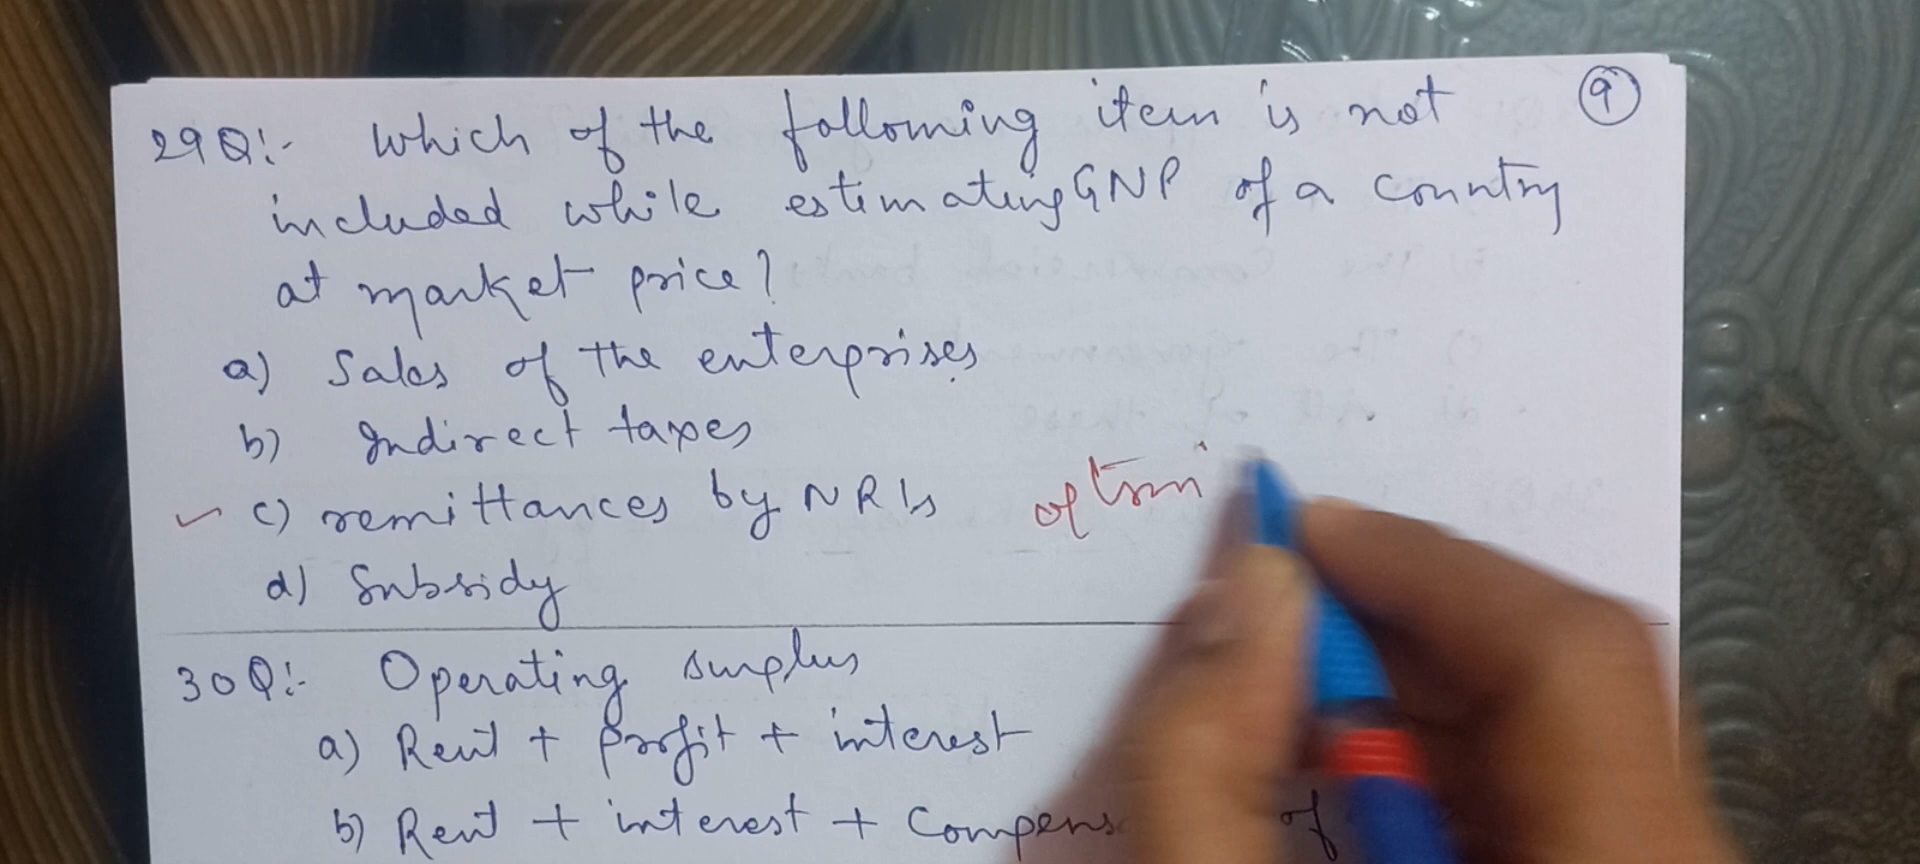 9
29Q:- Which of the following item is not
included while estimating GNP of a country
at market price?
a) Sales of the enterprises
b) Indirect taxes
c) remittances by NRIs
d) Subsidy
30Q:- Operating surplus
a) Rent + profit + interest
b) Rent + interest + Compens of